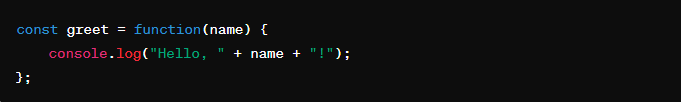 const greet = function(name) {
    console.log("Hello, " + name + "!");
};